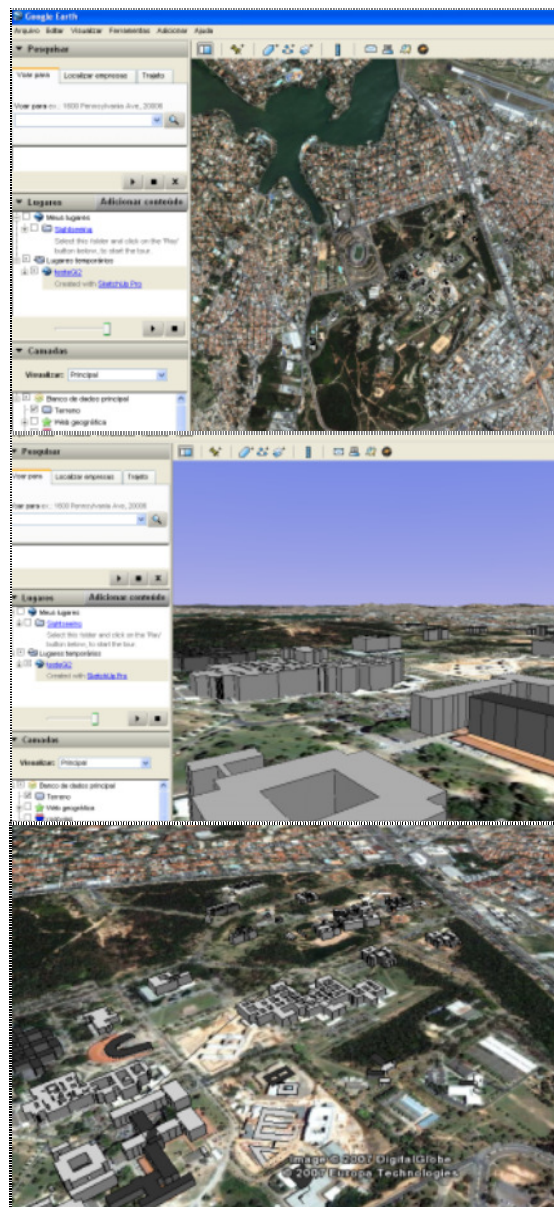 Google Earth
Arquivo Editar Visualizar Ferramentas Adicionar Ajuda
Pesquisar
Voar para Localizar empresas Trajeto
Voar para ex.: 1600 Pennsylvania Ave, 20006
Lugares Adicionar conteúdo
Meus lugares
Sightseeing
Select this folder and click on the 'Play'
button below, to start the tour
Lugares temporários
Created with SketchUp Pro
Camadas
Visualizar: Principal
Banco de dados principal
Terreno
Web geográfica
Pesquisar
Voar para Localizar empresas Trajeto
Voar para ex.: 1600 Pennsylvania Ave, 20006
Lugares Adicionar conteúdo
Meus lugares
Sightseeing
Select this folder and click on the 'Play'
button below, to start the tour
Lugares temporários
Created with SketchUp Pro
Camadas
Visualizar: Principal
Banco de dados principal
Terreno
Web geográfica
Image © 2007 DigitalGlobe
© 2007 Europa Technologies